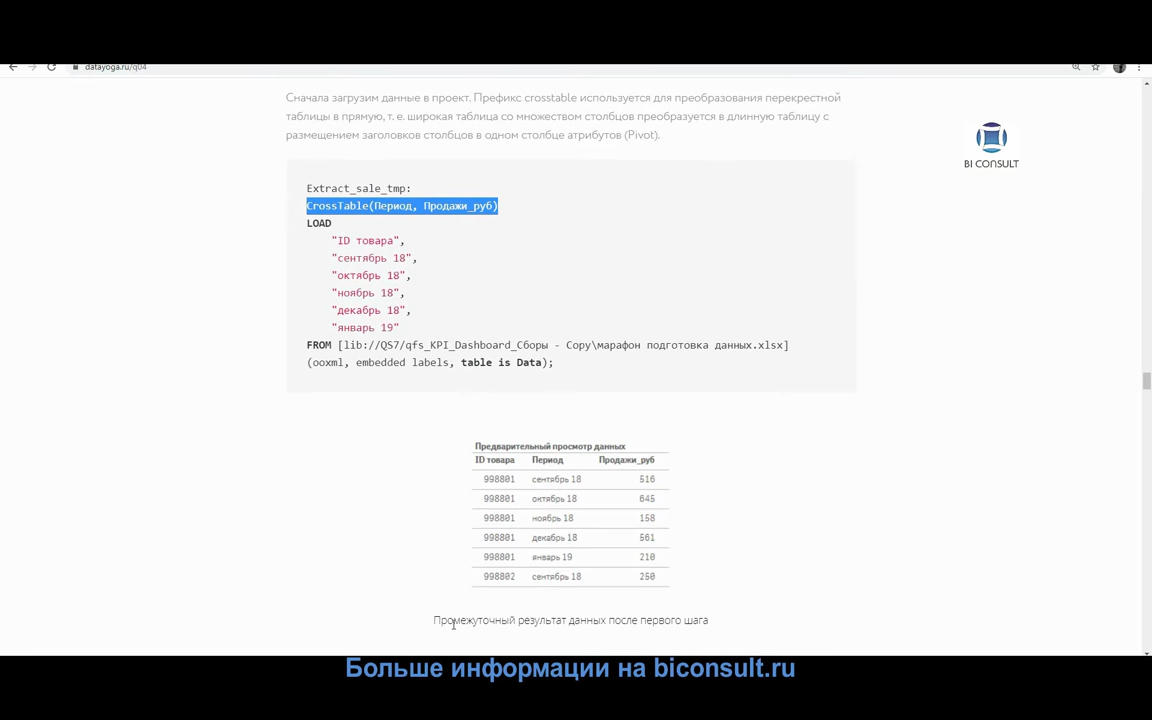 datayoga.ru/q04
Сначала загрузим данные в проект. Префикс crosstable используется для преобразования перекрестной
таблицы в прямую, т. е. широкая таблица со множеством столбцов преобразуется в длинную таблицу с
размещением заголовков столбцов в одном столбце атрибутов (Pivot).
BI CONSULT
Extract_sale_tmp:
CrossTable(Период, Продажи_руб)
LOAD
"ID товара",
"сентябрь 18",
"октябрь 18",
"ноябрь 18",
"декабрь 18",
"январь 19"
FROM [lib://QS7/qfs_KPI_Dashboard_Сборы - Copy\марафон подготовка данных.xlsx]
(ooxml, embedded labels, table is Data);
Предварительный просмотр данных
ID товара Период Продажи_руб
998801 сентябрь 18 516
998801 октябрь 18 645
998801 ноябрь 18 158
998801 декабрь 18 561
998801 январь 19 210
998802 сентябрь 18 250
Промежуточный результат данных после первого шага
Больше информации на biconsult.ru